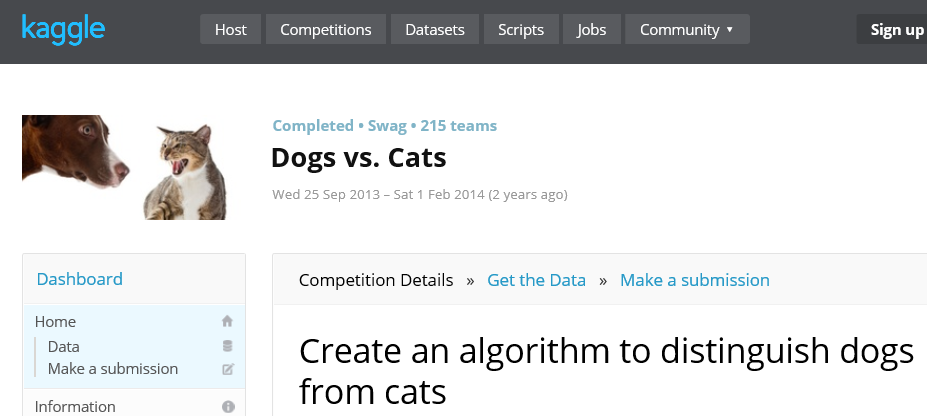 kaggle
Host Competitions Datasets Scripts Jobs Community ▾ Sign up
Completed • Swag • 215 teams
Dogs vs. Cats
Wed 25 Sep 2013 – Sat 1 Feb 2014 (2 years ago)
Dashboard
Home
Data
Make a submission
Information
Competition Details » Get the Data » Make a submission
Create an algorithm to distinguish dogs
from cats